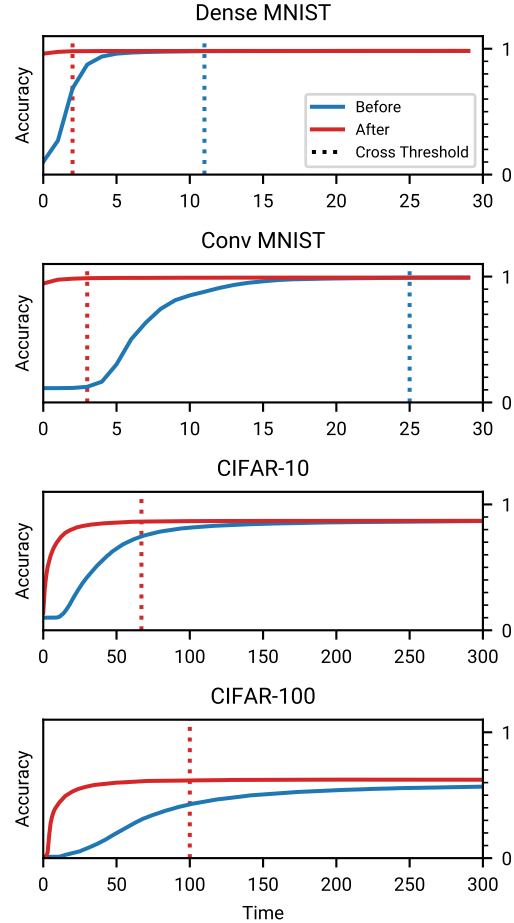 Dense MNIST
Accuracy
Before
After
Cross Threshold
1
0
0 5 10 15 20 25 30
Conv MNIST
Accuracy
1
0
0 5 10 15 20 25 30
CIFAR-10
Accuracy
1
0
0 50 100 150 200 250 300
CIFAR-100
Accuracy
1
0
0 50 100 150 200 250 300
Time